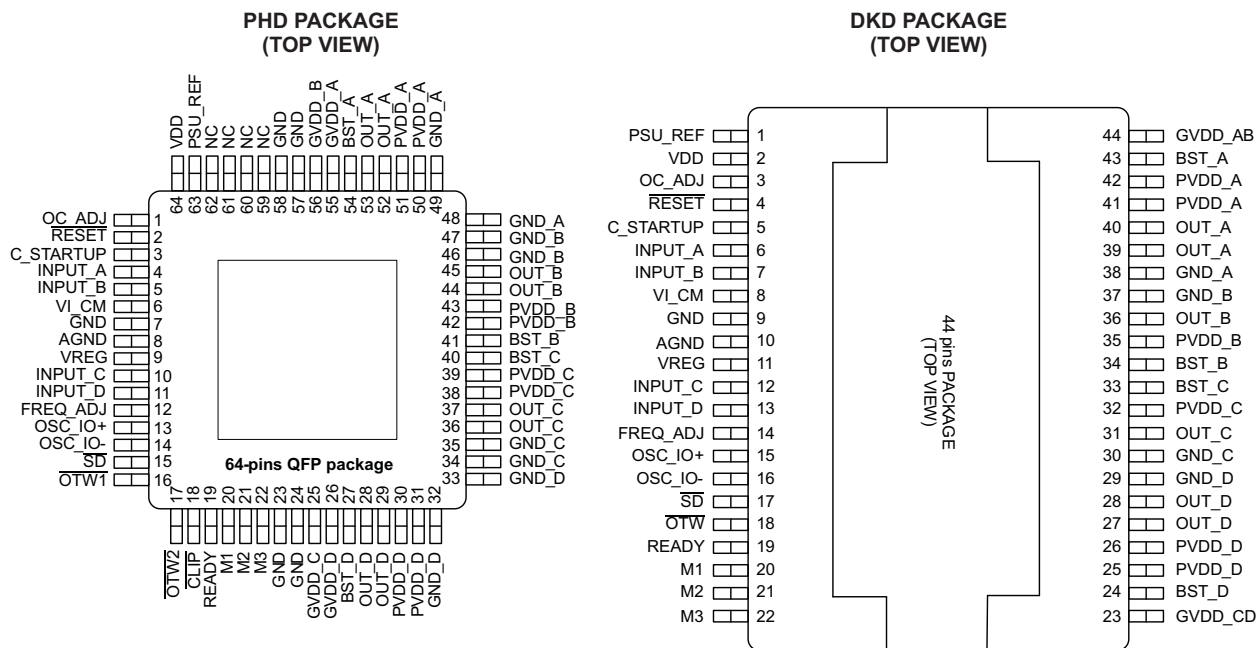 PHD PACKAGE
(TOP VIEW)
VDD
PSU_REF
NC
NC
NC
NC
GND
GND
GVDD_B
GVDD_A
BST_A
OUT_A
OUT_A
PVDD_A
PVDD_A
GND_A
64
63
62
61
60
59
58
57
56
55
54
53
52
51
50
49
OC_ADJ 1
RESET 2
C_STARTUP 3
INPUT_A 4
INPUT_B 5
VI_CM 6
GND 7
AGND 8
VREG 9
INPUT_C 10
INPUT_D 11
FREQ_ADJ 12
OSC_IO+ 13
OSC_IO- 14
SD 15
OTW1 16
48 GND_A
47 GND_B
46 GND_B
45 OUT_B
44 OUT_B
43 PVDD_B
42 PVDD_B
41 BST_B
40 BST_C
39 PVDD_C
38 PVDD_C
37 OUT_C
36 OUT_C
35 GND_C
34 GND_C
33 GND_D
64-pins QFP package
17
18
19
20
21
22
23
24
25
26
27
28
29
30
31
32
OTW2
CLIP
READY
M1
M2
M3
GND
GND
GVDD_C
GVDD_D
BST_D
OUT_D
OUT_D
PVDD_D
PVDD_D
GND_D
DKD PACKAGE
(TOP VIEW)
PSU_REF 1
VDD 2
OC_ADJ 3
RESET 4
C_STARTUP 5
INPUT_A 6
INPUT_B 7
VI_CM 8
GND 9
AGND 10
VREG 11
INPUT_C 12
INPUT_D 13
FREQ_ADJ 14
OSC_IO+ 15
OSC_IO- 16
SD 17
OTW 18
READY 19
M1 20
M2 21
M3 22
44 pins PACKAGE
(TOP VIEW)
44 GVDD_AB
43 BST_A
42 PVDD_A
41 PVDD_A
40 OUT_A
39 OUT_A
38 GND_A
37 GND_B
36 OUT_B
35 PVDD_B
34 BST_B
33 BST_C
32 PVDD_C
31 OUT_C
30 GND_C
29 GND_D
28 OUT_D
27 OUT_D
26 PVDD_D
25 PVDD_D
24 BST_D
23 GVDD_CD